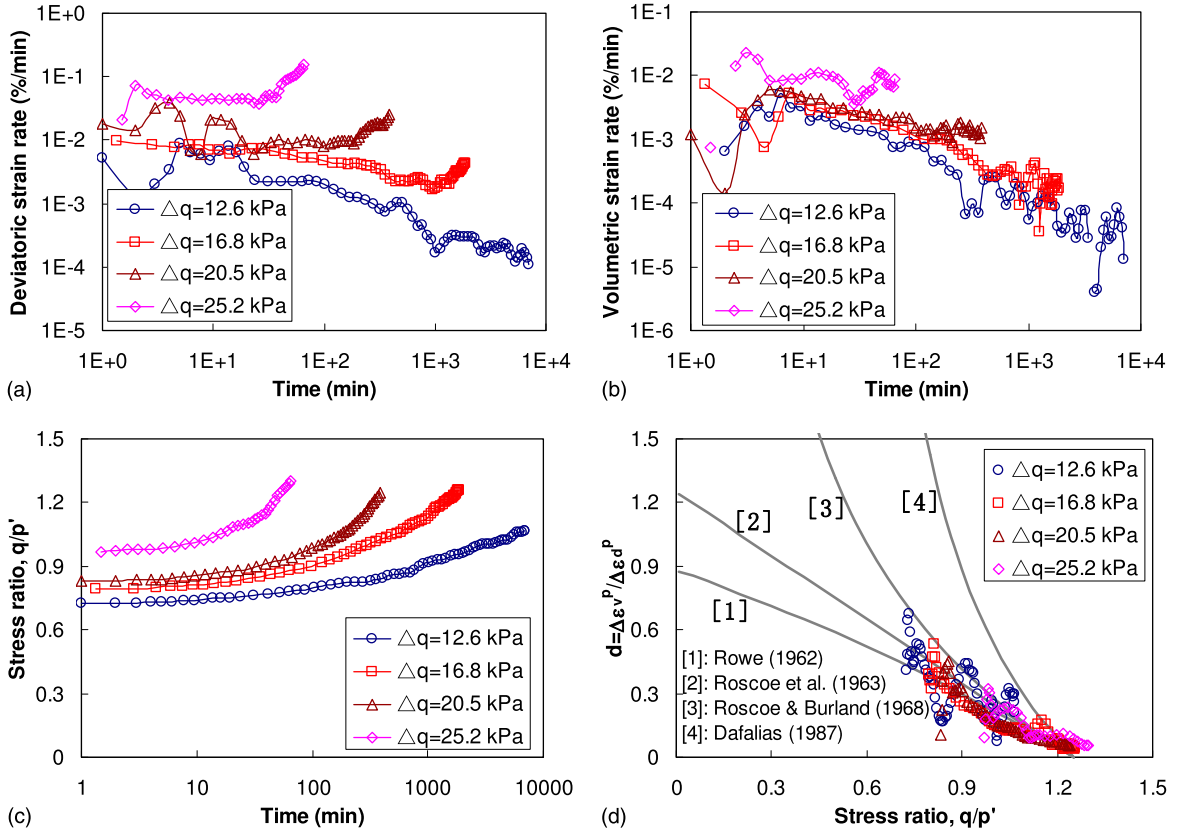 1E+0
1E-1
1E-2
1E-3
1E-4
1E-5
Deviatoric strain rate (%/min)
△q=12.6 kPa
△q=16.8 kPa
△q=20.5 kPa
△q=25.2 kPa
1E+0 1E+1 1E+2 1E+3 1E+4
Time (min)
(a)
1E-1
1E-2
1E-3
1E-4
1E-5
1E-6
Volumetric strain rate (%/min)
△q=12.6 kPa
△q=16.8 kPa
△q=20.5 kPa
△q=25.2 kPa
1E+0 1E+1 1E+2 1E+3 1E+4
Time (min)
(b)
1.5
1.2
0.9
0.6
0.3
0
Stress ratio, q/p'
△q=12.6 kPa
△q=16.8 kPa
△q=20.5 kPa
△q=25.2 kPa
1 10 100 1000 10000
Time (min)
(c)
1.5
1.2
0.9
0.6
0.3
0
d=Δεvᵖ/Δεdᵖ
△q=12.6 kPa
△q=16.8 kPa
△q=20.5 kPa
△q=25.2 kPa
[1]
[2]
[3]
[4]
[1]: Rowe (1962)
[2]: Roscoe et al. (1963)
[3]: Roscoe & Burland (1968)
[4]: Dafalias (1987)
0 0.3 0.6 0.9 1.2 1.5
Stress ratio, q/p'
(d)